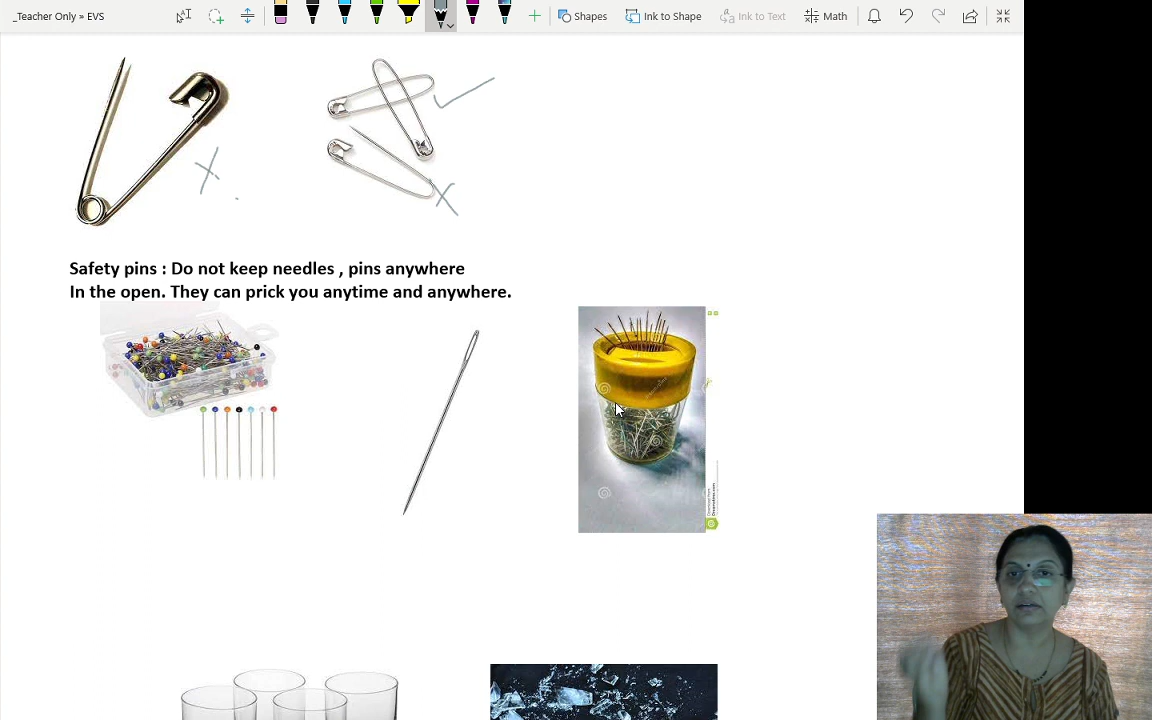 _Teacher Only » EVS
Shapes
Ink to Shape
Ink to Text
Math
Safety pins : Do not keep needles , pins anywhere
In the open. They can prick you anytime and anywhere.